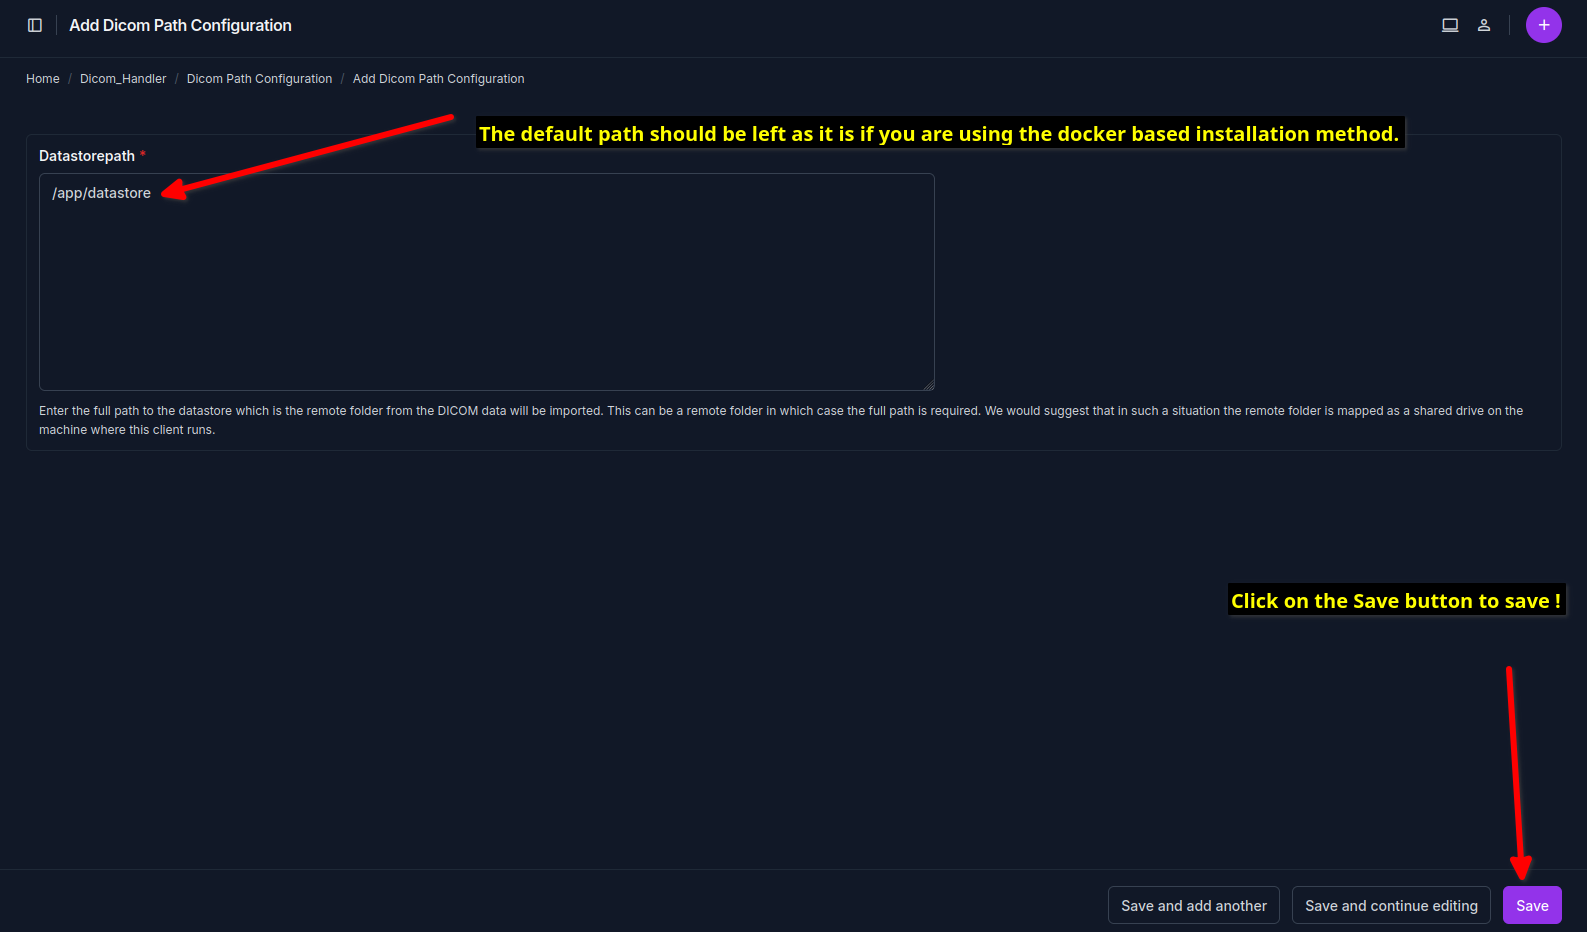 Add Dicom Path Configuration
+
Home / Dicom_Handler / Dicom Path Configuration / Add Dicom Path Configuration
The default path should be left as it is if you are using the docker based installation method.
Datastorepath *
/app/datastore
Enter the full path to the datastore which is the remote folder from the DICOM data will be imported. This can be a remote folder in which case the full path is required. We would suggest that in such a situation the remote folder is mapped as a shared drive on the
machine where this client runs.
Click on the Save button to save !
Save and add another
Save and continue editing
Save